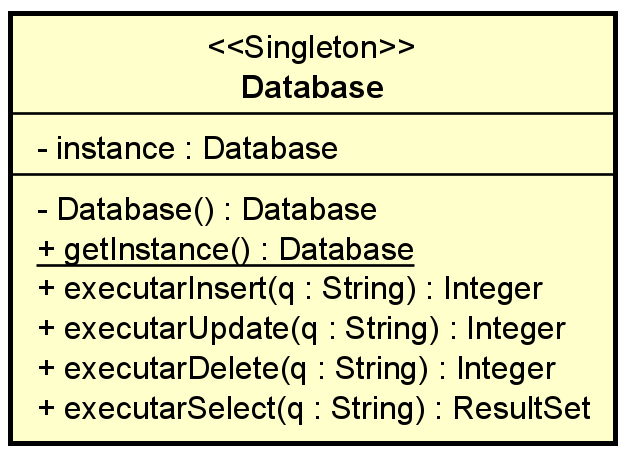 <<Singleton>>
Database
- instance : Database
- Database() : Database
+ getInstance() : Database
+ executarInsert(q : String) : Integer
+ executarUpdate(q : String) : Integer
+ executarDelete(q : String) : Integer
+ executarSelect(q : String) : ResultSet